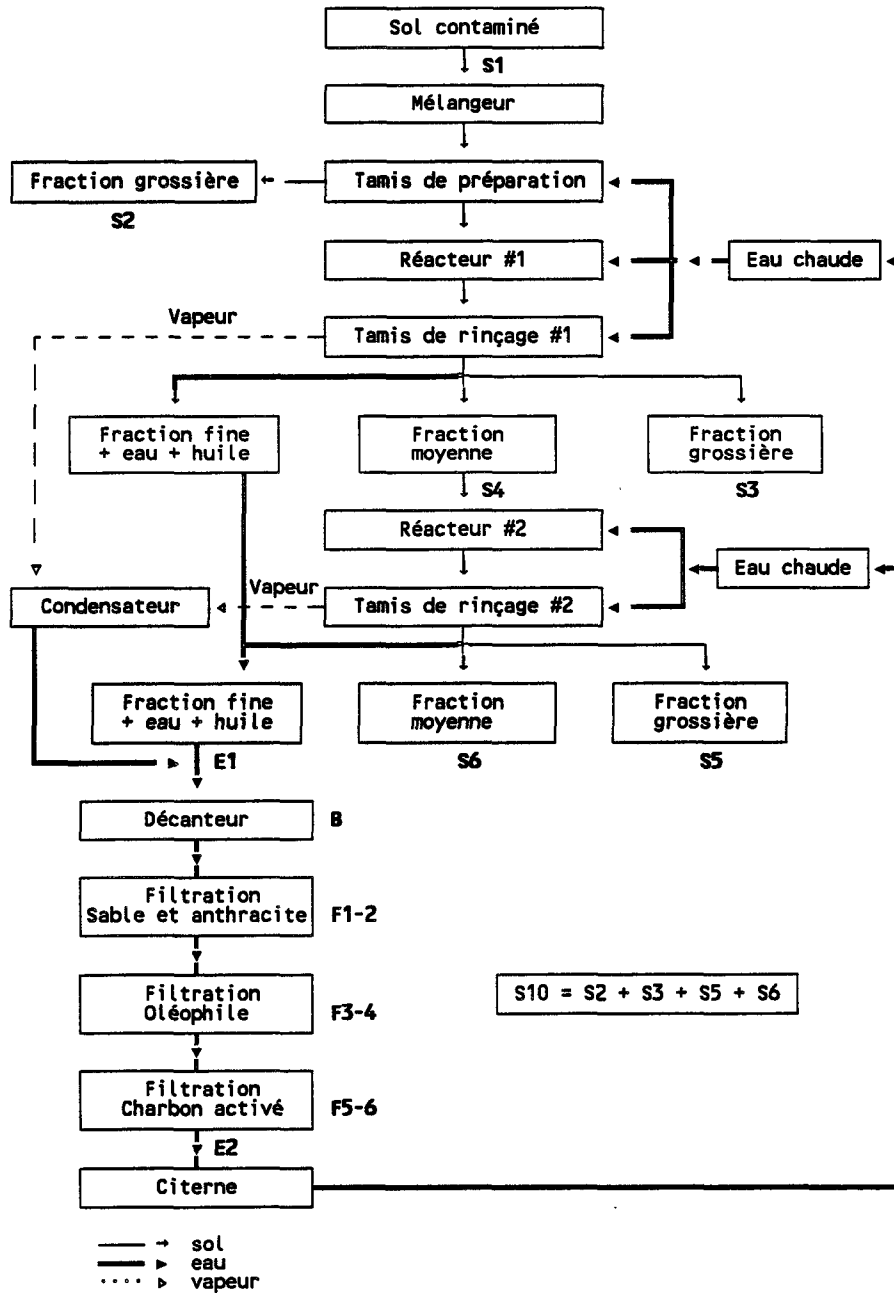 Sol contaminé
S1
Mélangeur
Fraction grossière
Tamis de préparation
S2
Réacteur #1
Eau chaude
Vapeur
Tamis de rinçage #1
Fraction fine
+ eau + huile
Fraction
moyenne
Fraction
grossière
S4
S3
Réacteur #2
Eau chaude
Vapeur
Condensateur
Tamis de rinçage #2
Fraction fine
+ eau + huile
Fraction
moyenne
Fraction
grossière
E1
S6
S5
Décanteur
B
Filtration
Sable et anthracite
F1-2
Filtration
Oléophile
F3-4
S10 = S2 + S3 + S5 + S6
Filtration
Charbon activé
F5-6
E2
Citerne
sol
eau
vapeur